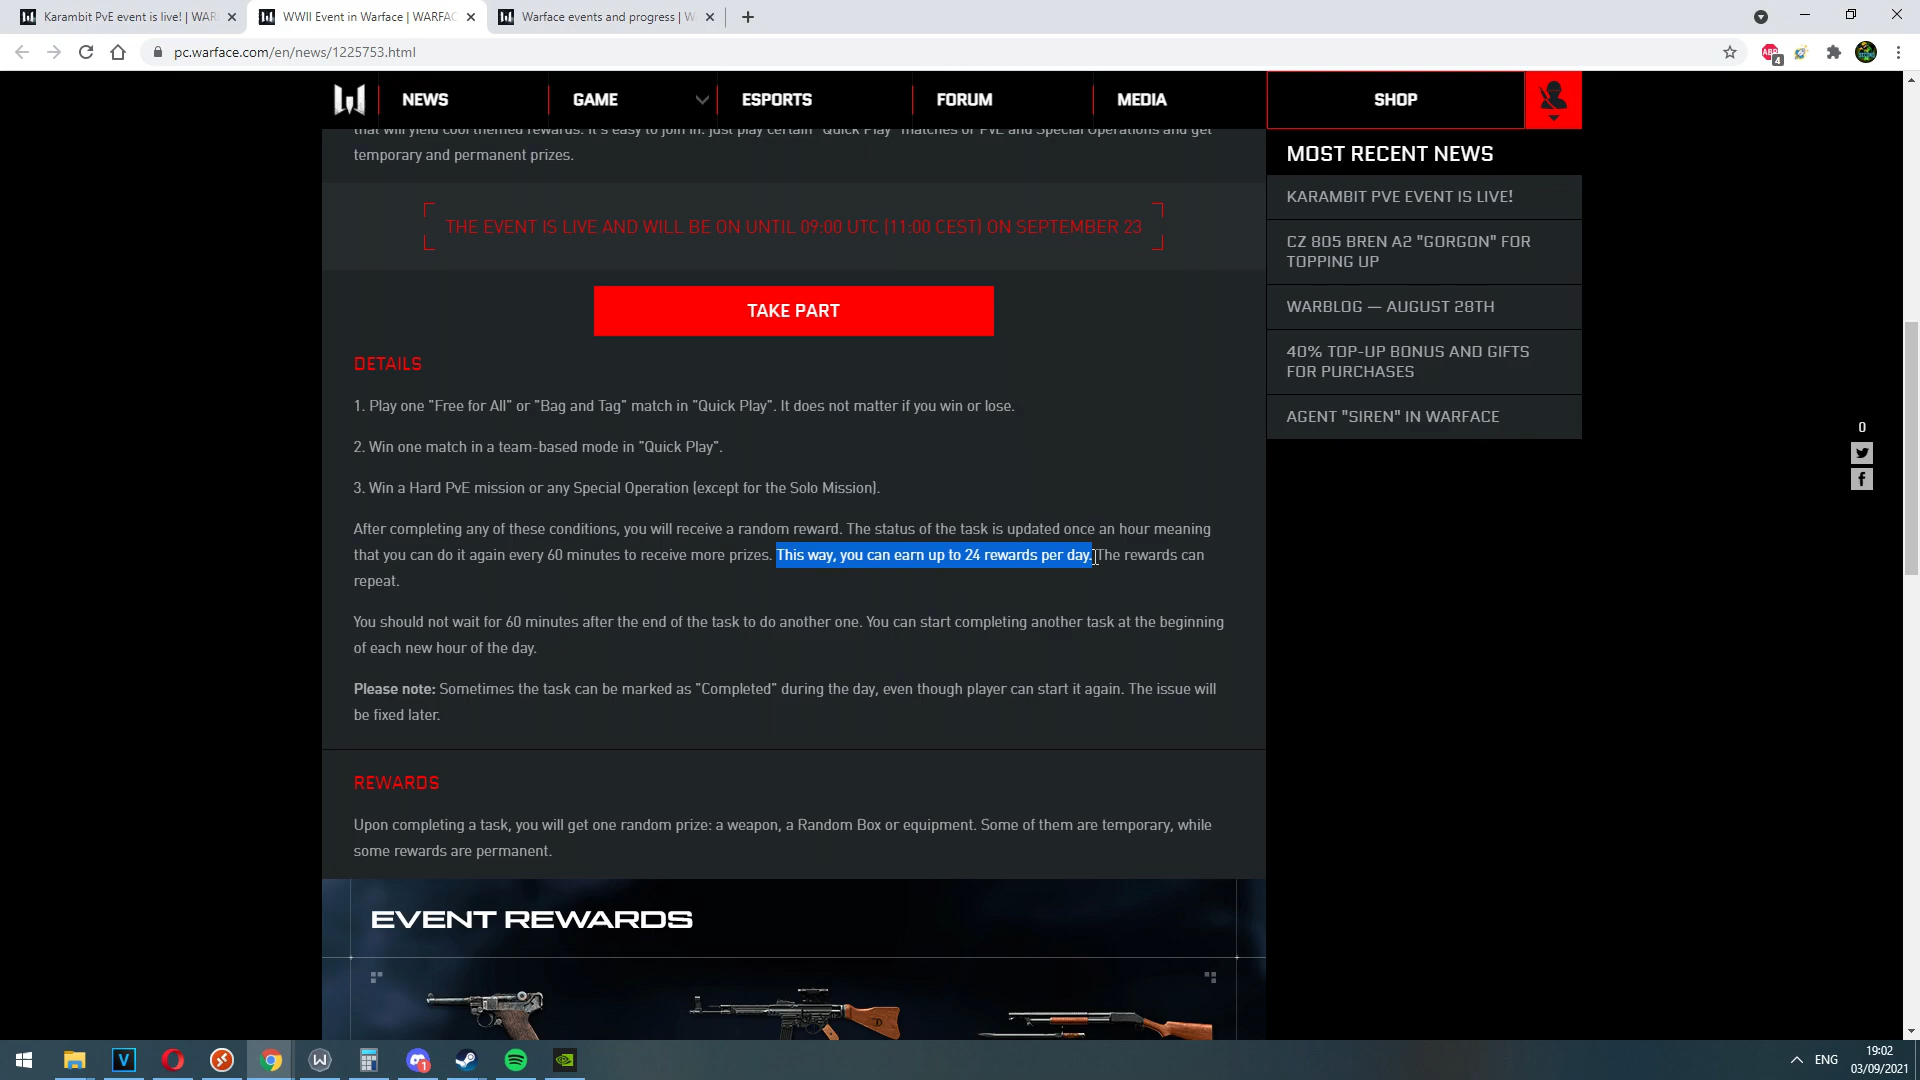 Karambit PvE event is live! | WAR
WWII Event in Warface | WARFAC
Warface events and progress | W
pc.warface.com/en/news/1225753.html
ABP
4
NEWS
GAME
ESPORTS
FORUM
MEDIA
SHOP
that will yield cool themed rewards. It's easy to join in: just play certain "Quick Play" matches or PvE and Special Operations and get
temporary and permanent prizes.
THE EVENT IS LIVE AND WILL BE ON UNTIL 09:00 UTC (11:00 CEST) ON SEPTEMBER 23
TAKE PART
DETAILS
1. Play one "Free for All" or "Bag and Tag" match in "Quick Play". It does not matter if you win or lose.
2. Win one match in a team-based mode in "Quick Play".
3. Win a Hard PvE mission or any Special Operation (except for the Solo Mission).
After completing any of these conditions, you will receive a random reward. The status of the task is updated once an hour meaning
that you can do it again every 60 minutes to receive more prizes. This way, you can earn up to 24 rewards per day. The rewards can
repeat.
You should not wait for 60 minutes after the end of the task to do another one. You can start completing another task at the beginning
of each new hour of the day.
Please note: Sometimes the task can be marked as "Completed" during the day, even though player can start it again. The issue will
be fixed later.
REWARDS
Upon completing a task, you will get one random prize: a weapon, a Random Box or equipment. Some of them are temporary, while
some rewards are permanent.
EVENT REWARDS
MOST RECENT NEWS
KARAMBIT PVE EVENT IS LIVE!
CZ 805 BREN A2 "GORGON" FOR
TOPPING UP
WARBLOG — AUGUST 28TH
40% TOP-UP BONUS AND GIFTS
FOR PURCHASES
AGENT "SIREN" IN WARFACE
0
1
ENG
19:02
03/09/2021